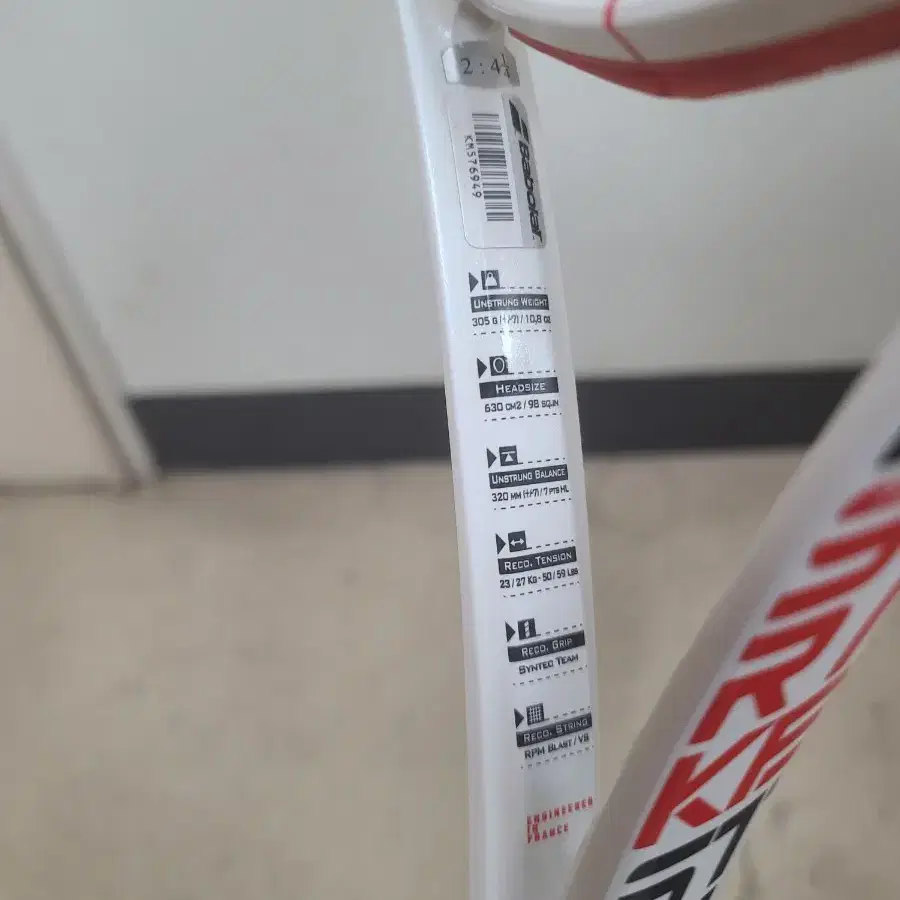 2 : 4 1/4
Babolat
KM576949
UNSTRUNG WEIGHT
305 G (+/-7) / 10,8 OZ
HEADSIZE
630 CM2 / 98 SQ.IN
UNSTRUNG BALANCE
320 MM (+/-7) / 7 PTS HL
RECO. TENSION
23 / 27 KG - 50 / 59 LBS
RECO. GRIP
SYNTEC TEAM
RECO. STRING
RPM BLAST / VS
ENGINEERED
IN
FRANCE